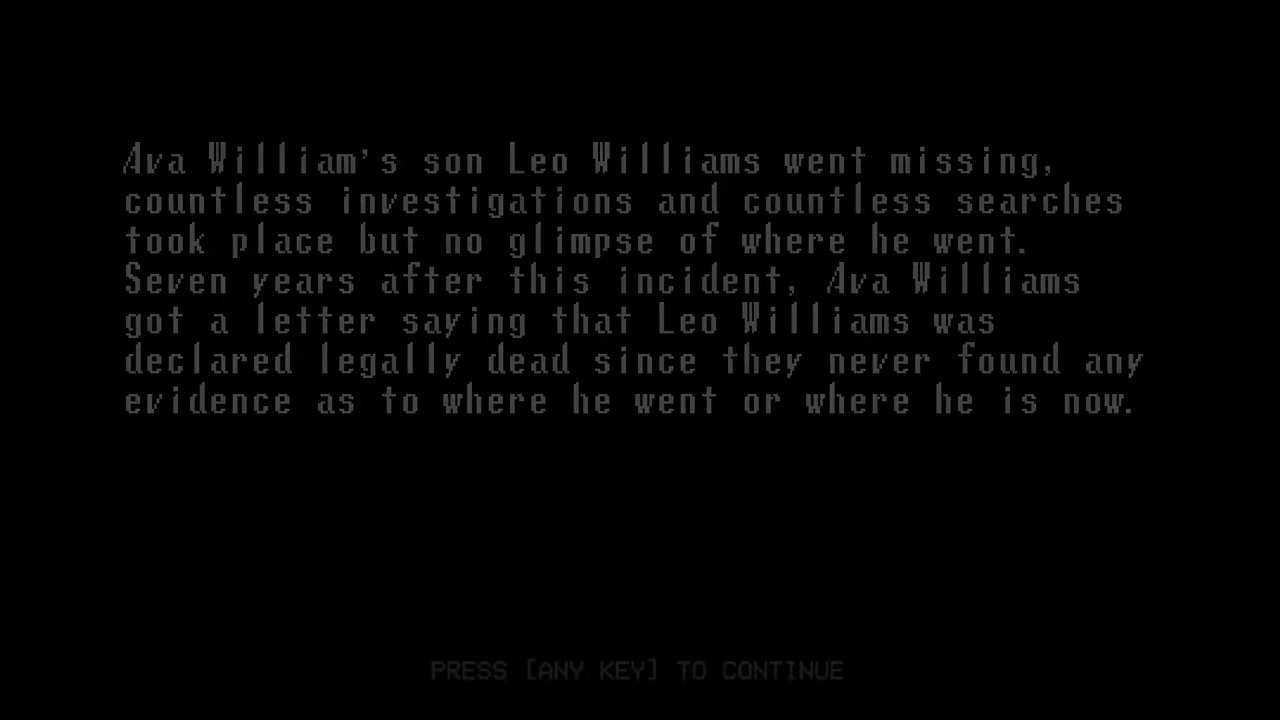 Ava William's son Leo Williams went missing,
countless investigations and countless searches
took place but no glimpse of where he went.
Seven years after this incident, Ava Williams
got a letter saying that Leo Williams was
declared legally dead since they never found any
evidence as to where he went or where he is now.
PRESS [ANY KEY] TO CONTINUE